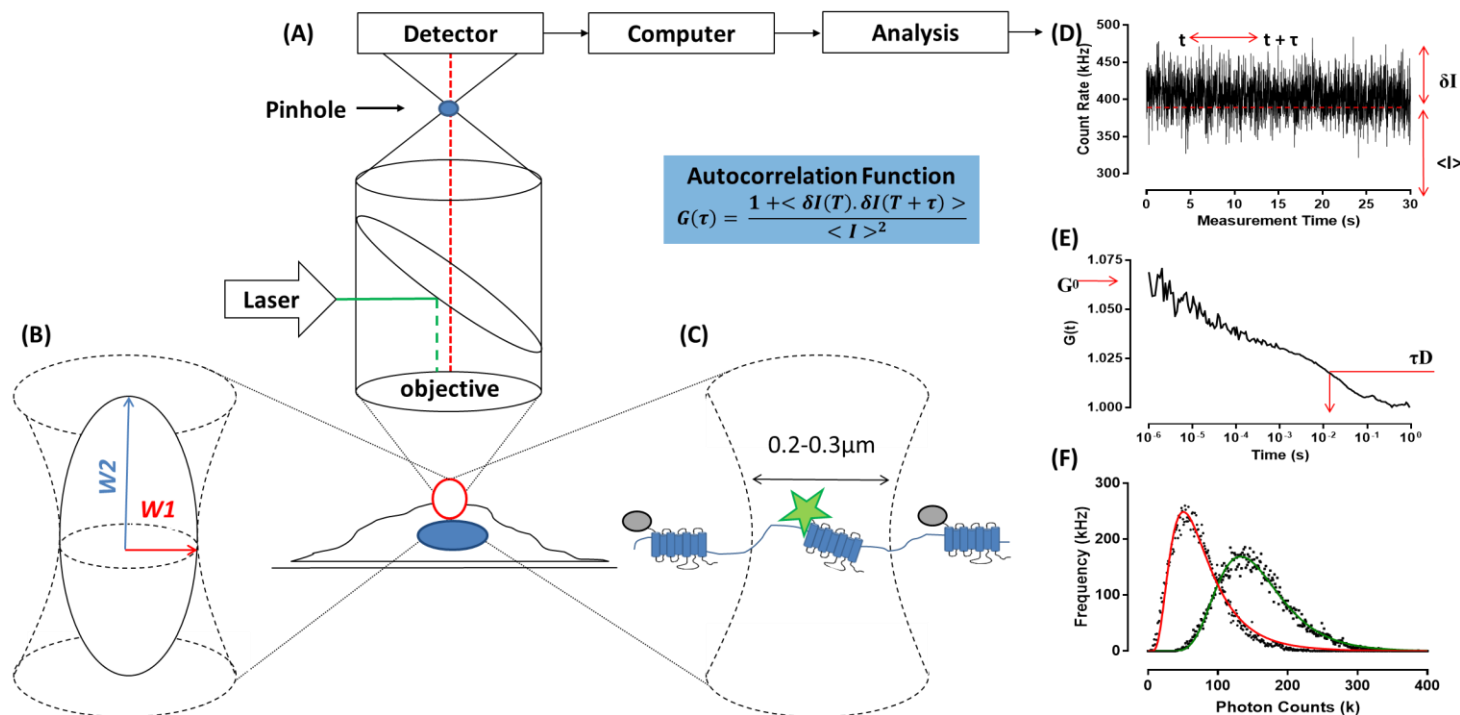 (A)
Detector
Computer
Analysis
Pinhole
Laser
objective
Autocorrelation Function
G(τ) = 1 +< δI(T). δI(T + τ) > / < I >²
(B)
W2
W1
(C)
0.2-0.3µm
(D)
t
t + τ
δI
<I>
Count Rate (kHz)
500
450
400
350
300
0 5 10 15 20 25 30
Measurement Time (s)
(E)
G⁰
G(t)
1.075
1.050
1.025
1.000
τD
10⁻⁶ 10⁻⁵ 10⁻⁴ 10⁻³ 10⁻² 10⁻¹ 10⁰
Time (s)
(F)
Frequency (kHz)
300
200
100
0
0 100 200 300 400
Photon Counts (k)